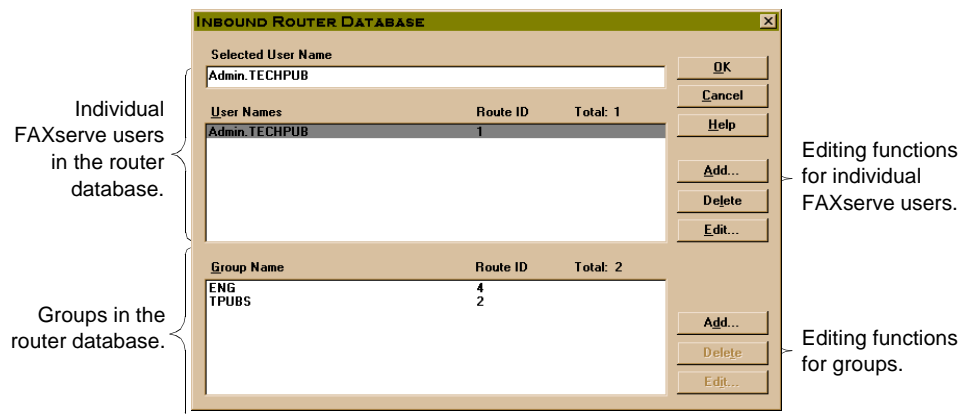 INBOUND ROUTER DATABASE
Selected User Name
Admin.TECHPUB
User Names Route ID Total: 1
Admin.TECHPUB 1
Group Name Route ID Total: 2
ENG 4
TPUBS 2
OK
Cancel
Help
Add...
Delete
Edit...
Add...
Delete
Edit...
Individual
FAXserve users
in the router
database.
Groups in the
router database.
Editing functions
for individual
FAXserve users.
Editing functions
for groups.